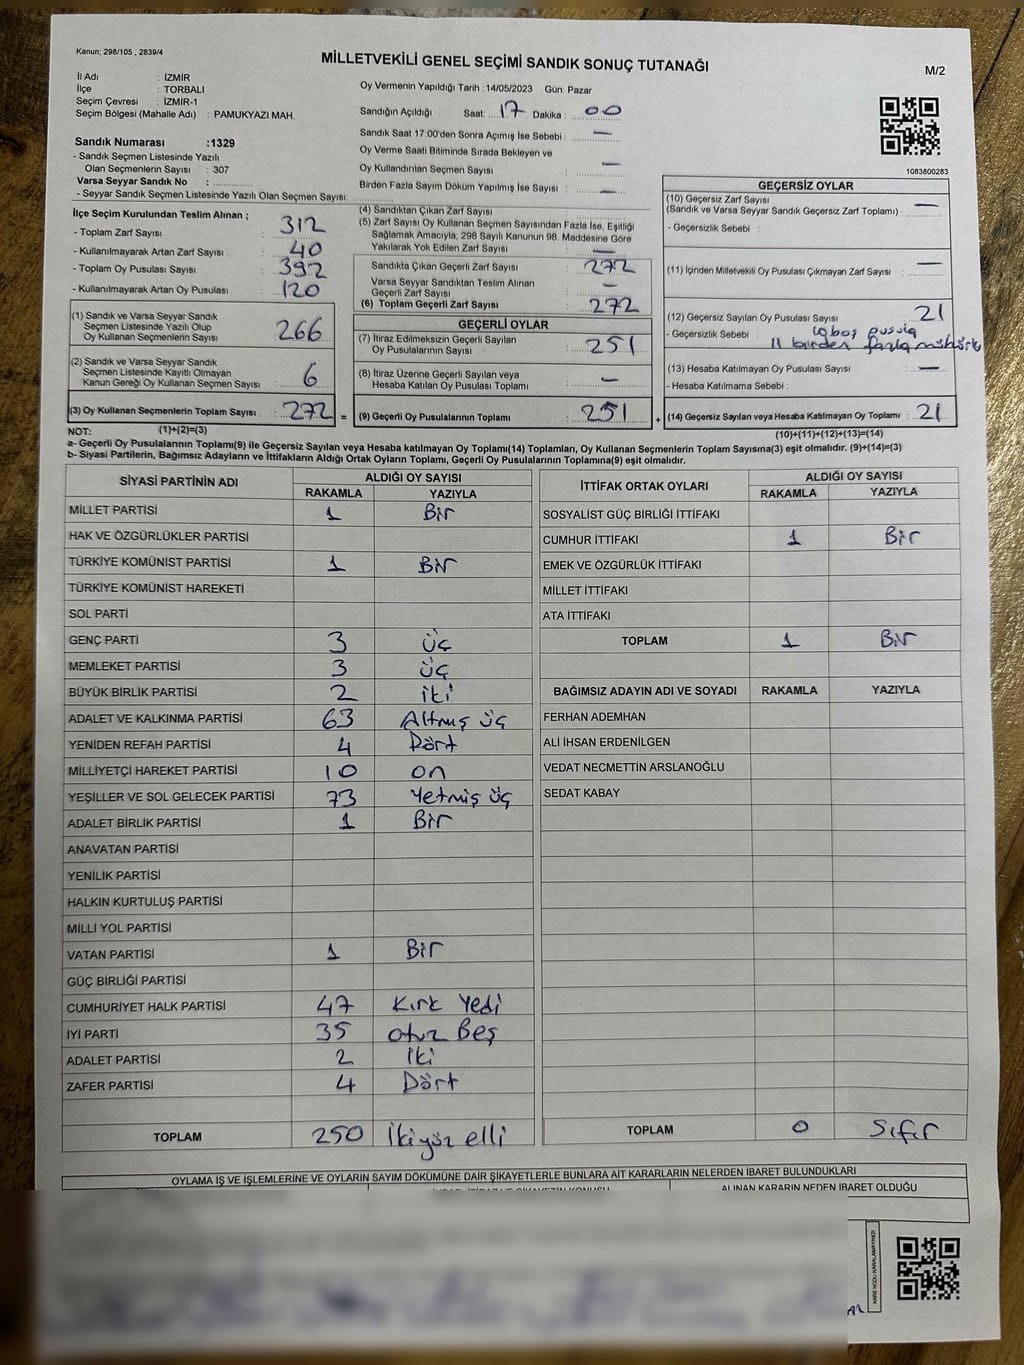 Kanun; 298/105 , 2839/4
MİLLETVEKİLİ GENEL SEÇİMİ SANDIK SONUÇ TUTANAĞI
M/2
İl Adı : İZMİR
İlçe : TORBALI
Seçim Çevresi : İZMİR-1
Seçim Bölgesi (Mahalle Adı) : PAMUKYAZI MAH.
Oy Vermenin Yapıldığı Tarih : 14/05/2023 Gün: Pazar
Sandığın Açıldığı Saat: 17 Dakika : 00
Sandık Saat 17:00'den Sonra Açımış İse Sebebi : —
Oy Verme Saati Bitiminde Sırada Bekleyen ve
Oy Kullandırılan Seçmen Sayısı : —
Birden Fazla Sayım Döküm Yapılmış İse Sayısı : —
Sandık Numarası :1329
- Sandık Seçmen Listesinde Yazılı
Olan Seçmenlerin Sayısı : 307
Varsa Seyyar Sandık No :
- Seyyar Sandık Seçmen Listesinde Yazılı Olan Seçmen Sayısı:
1083800283
İlçe Seçim Kurulundan Teslim Alınan ;
- Toplam Zarf Sayısı : 312
- Kullanılmayarak Artan Zarf Sayısı : 40
- Toplam Oy Pusulası Sayısı : 392
- Kullanılmayarak Artan Oy Pusulası : 120
(1) Sandık ve Varsa Seyyar Sandık
Seçmen Listesinde Yazılı Olup
Oy Kullanan Seçmenlerin Sayısı : 266
(2) Sandık ve Varsa Seyyar Sandık
Seçmen Listesinde Kayıtlı Olmayan
Kanun Gereği Oy Kullanan Seçmen Sayısı : 6
(3) Oy Kullanan Seçmenlerin Toplam Sayısı : 272 =
(4) Sandıktan Çıkan Zarf Sayısı :
(5) Zarf Sayısı Oy Kullanan Seçmen Sayısından Fazla İse, Eşitliği
Sağlamak Amacıyla; 298 Sayılı Kanunun 98. Maddesine Göre
Yakılarak Yok Edilen Zarf Sayısı : —
Sandıkta Çıkan Geçerli Zarf Sayısı : 272
Varsa Seyyar Sandıktan Teslim Alınan
Geçerli Zarf Sayısı : —
(6) Toplam Geçerli Zarf Sayısı : 272
GEÇERLİ OYLAR
(7) İtiraz Edilmeksizin Geçerli Sayılan
Oy Pusulalarının Sayısı : 251
(8) İtiraz Üzerine Geçerli Sayılan veya
Hesaba Katılan Oy Pusulası Toplamı : —
(9) Geçerli Oy Pusulalarının Toplamı : 251 +
GEÇERSİZ OYLAR
(10) Geçersiz Zarf Sayısı
(Sandık ve Varsa Seyyar Sandık Geçersiz Zarf Toplamı) : —
- Geçersizlik Sebebi :
(11) İçinden Milletvekili Oy Pusulası Çıkmayan Zarf Sayısı : —
(12) Geçersiz Sayılan Oy Pusulası Sayısı : 21
- Geçersizlik Sebebi : 10 boş pusula
11 birden fazla mühürlü
(13) Hesaba Katılmayan Oy Pusulası Sayısı : —
- Hesaba Katılmama Sebebi :
(14) Geçersiz Sayılan veya Hesaba Katılmayan Oy Toplamı : 21
NOT: (1)+(2)=(3) (10)+(11)+(12)+(13)=(14)
a- Geçerli Oy Pusulalarının Toplamı(9) ile Geçersiz Sayılan veya Hesaba katılmayan Oy Toplamı(14) Toplamları, Oy Kullanan Seçmenlerin Toplam Sayısına(3) eşit olmalıdır. (9)+(14)=(3)
b- Siyasi Partilerin, Bağımsız Adayların ve İttifakların Aldığı Ortak Oyların Toplamı, Geçerli Oy Pusulalarının Toplamına(9) eşit olmalıdır.
SİYASİ PARTİNİN ADI ALDIĞI OY SAYISI
RAKAMLA YAZIYLA
MİLLET PARTİSİ 1 Bir
HAK VE ÖZGÜRLÜKLER PARTİSİ
TÜRKİYE KOMÜNİST PARTİSİ 1 Bir
TÜRKİYE KOMÜNİST HAREKETİ
SOL PARTİ
GENÇ PARTİ 3 üç
MEMLEKET PARTİSİ 3 üç
BÜYÜK BİRLİK PARTİSİ 2 iki
ADALET VE KALKINMA PARTİSİ 63 Altmış üç
YENİDEN REFAH PARTİSİ 4 Dört
MİLLİYETÇİ HAREKET PARTİSİ 10 on
YEŞİLLER VE SOL GELECEK PARTİSİ 73 Yetmiş üç
ADALET BİRLİK PARTİSİ 1 Bir
ANAVATAN PARTİSİ
YENİLİK PARTİSİ
HALKIN KURTULUŞ PARTİSİ
MİLLİ YOL PARTİSİ
VATAN PARTİSİ 1 Bir
GÜÇ BİRLİĞİ PARTİSİ
CUMHURİYET HALK PARTİSİ 47 Kırk Yedi
İYİ PARTİ 35 otuz Beş
ADALET PARTİSİ 2 İki
ZAFER PARTİSİ 4 Dört
TOPLAM 250 İkiyüz elli
İTTİFAK ORTAK OYLARI ALDIĞI OY SAYISI
RAKAMLA YAZIYLA
SOSYALİST GÜÇ BİRLİĞİ İTTİFAKI
CUMHUR İTTİFAKI 1 Bir
EMEK VE ÖZGÜRLÜK İTTİFAKI
MİLLET İTTİFAKI
ATA İTTİFAKI
TOPLAM 1 Bir
BAĞIMSIZ ADAYIN ADI VE SOYADI RAKAMLA YAZIYLA
FERHAN ADEMHAN
ALİ İHSAN ERDENİLGEN
VEDAT NECMETTİN ARSLANOĞLU
SEDAT KABAY
TOPLAM 0 Sıfır
OYLAMA İŞ VE İŞLEMLERİNE VE OYLARIN SAYIM DÖKÜMÜNE DAİR ŞİKAYETLERLE BUNLARA AİT KARARLARIN NELERDEN İBARET BULUNDUKLARI
ALINAN KARARIN NEDEN İBARET OLDUĞU
KARE KODU KARALAMAYINIZ!